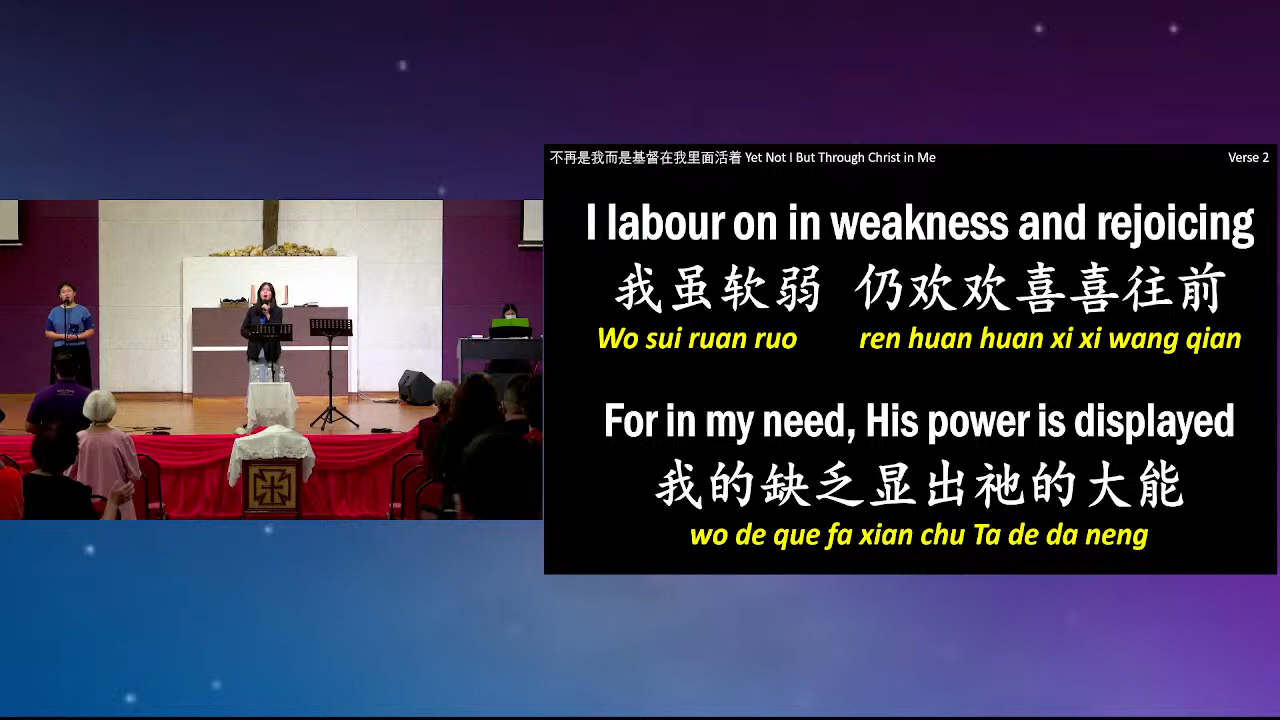 不再是我而是基督在我里面活着 Yet Not I But Through Christ in Me
Verse 2
I labour on in weakness and rejoicing
我虽软弱 仍欢欢喜喜往前
Wo sui ruan ruo ren huan huan xi xi wang qian
For in my need, His power is displayed
我的缺乏显出祂的大能
wo de que fa xian chu Ta de da neng